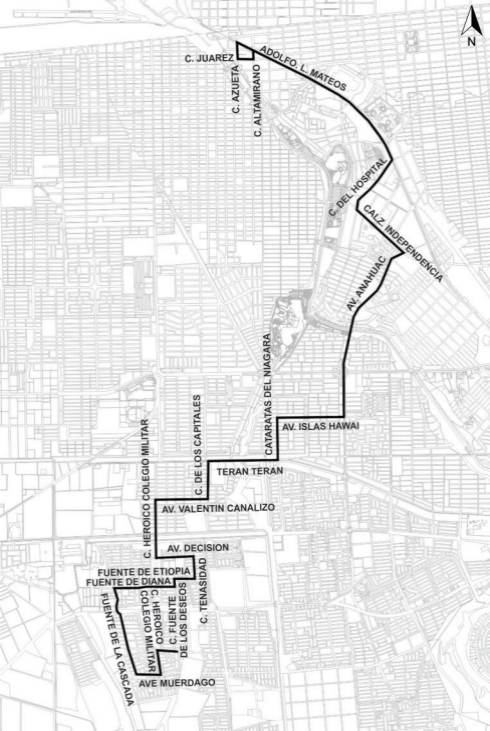 N
ADOLFO. L. MATEOS
C. JUAREZ
C. AZUETA
C. ALTAMIRANO
C. DEL HOSPITAL
CALZ. INDEPENDENCIA
AV. ANAHUAC
CATARATAS DEL NIAGARA
AV. ISLAS HAWAI
C. DE LOS CAPITALES
TERAN TERAN
C. HEROICO COLEGIO MILITAR
AV. VALENTIN CANALIZO
AV. DECISION
FUENTE DE ETIOPIA
FUENTE DE DIANA
C. TENASIDAD
C. FUENTE
DE LOS DESEOS
C. HEROICO
COLEGIO MILITAR
FUENTE DE LA CASCADA
AVE MUERDAGO